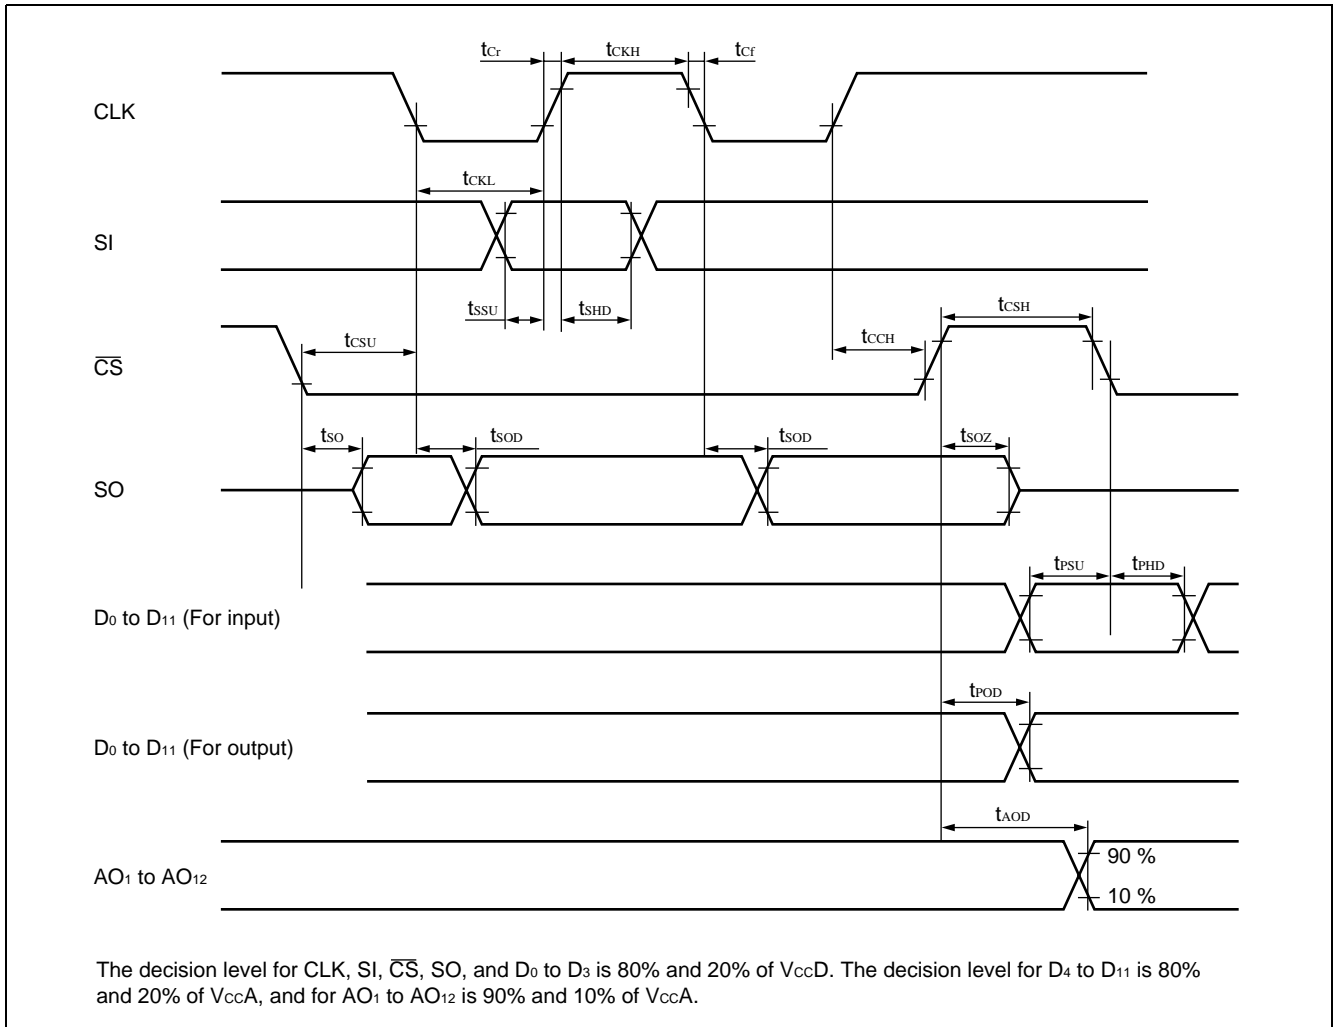 tCr tCKH tCf
CLK
tCKL
SI
tSSU tSHD tCSH
tCSU tCCH
CS
tSO tSOD tSOD tSOZ
SO
tPSU tPHD
D0 to D11 (For input)
tPOD
D0 to D11 (For output)
tAOD
90 %
AO1 to AO12
10 %
The decision level for CLK, SI, CS, SO, and D0 to D3 is 80% and 20% of VCCD. The decision level for D4 to D11 is 80%
and 20% of VCCA, and for AO1 to AO12 is 90% and 10% of VCCA.